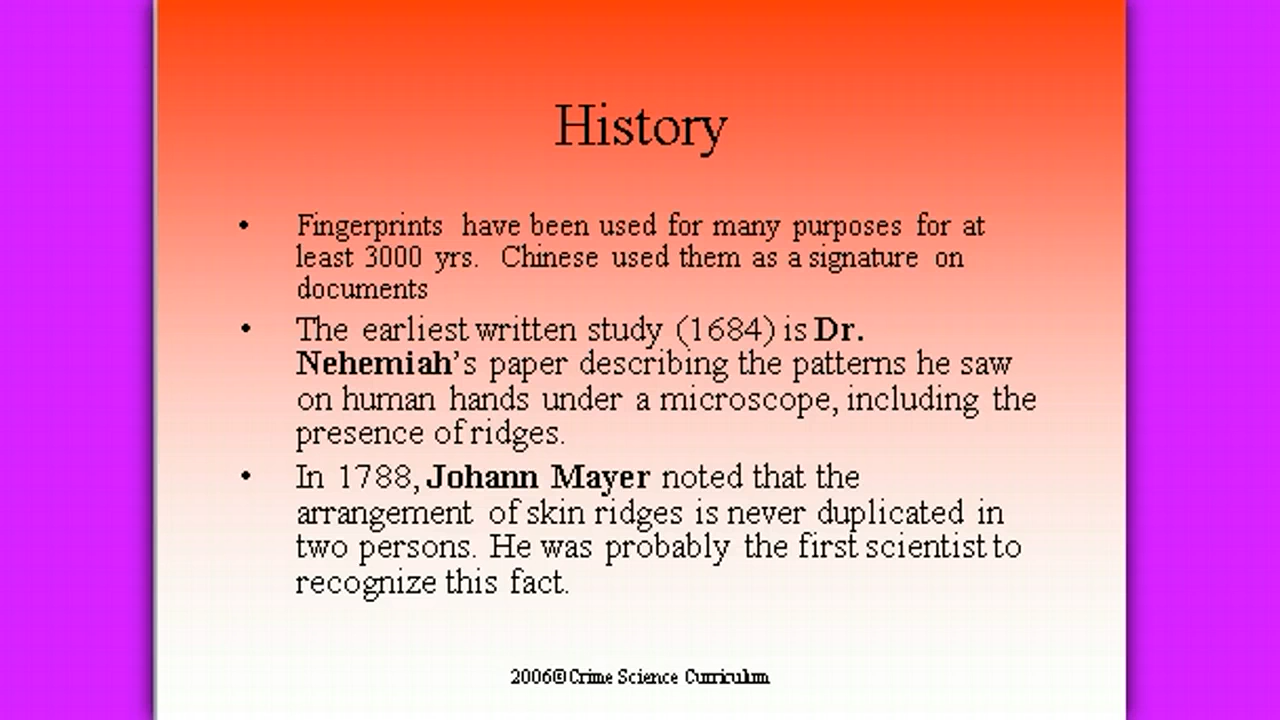 History
• Fingerprints have been used for many purposes for at
least 3000 yrs. Chinese used them as a signature on
documents
• The earliest written study (1684) is Dr.
Nehemiah's paper describing the patterns he saw
on human hands under a microscope, including the
presence of ridges.
• In 1788, Johann Mayer noted that the
arrangement of skin ridges is never duplicated in
two persons. He was probably the first scientist to
recognize this fact.
2006©Crime Science Curriculum